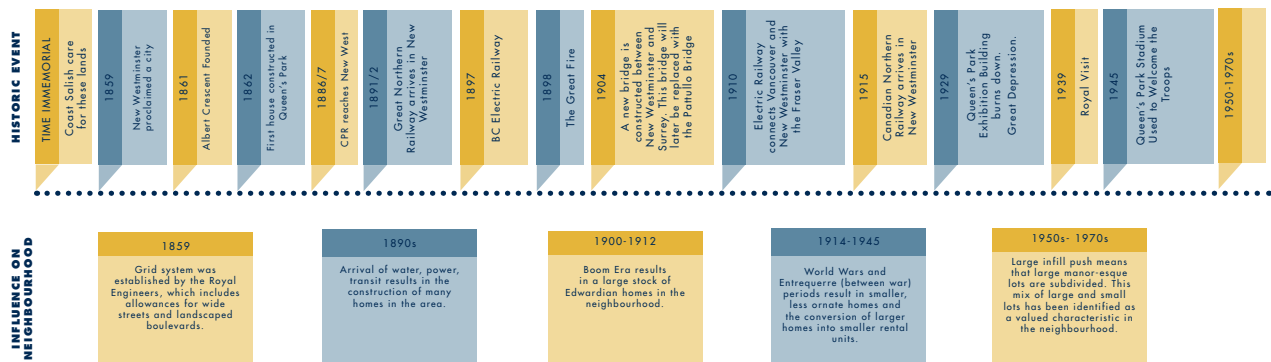 HISTORIC EVENT
TIME IMMEMORIAL
Coast Salish care
for these lands
1859
New Westminster
proclaimed a city
1861
Albert Crescent Founded
1862
First house constructed in
Queen's Park
1886/7
CPR reaches New West
1891/2
Great Northern
Railway arrives in New
Westminster
1897
BC Electric Railway
1898
The Great Fire
1904
A new bridge is
constructed between
New Westminster and
Surrey. This bridge will
later be replaced with
the Pattullo Bridge
1910
Electric Railway
connects Vancouver and
New Westminster with
the Fraser Valley
1915
Canadian Northern
Railway arrives in
New Westminster
1929
Queen's Park
Exhibition Building
burns down.
Great Depression.
1939
Royal Visit
1945
Queen's Park Stadium
Used to Welcome the
Troops
1950-1970s
INFLUENCE ON
NEIGHBOURHOOD
1859
Grid system was
established by the Royal
Engineers, which includes
allowances for wide
streets and landscaped
boulevards.
1890s
Arrival of water, power,
transit results in the
construction of many
homes in the area.
1900-1912
Boom Era results
in a large stock of
Edwardian homes in the
neighbourhood.
1914-1945
World Wars and
Entrequerre (between war)
periods result in smaller,
less ornate homes and
the conversion of larger
homes into smaller rental
units.
1950s- 1970s
Large infill push means
that large manor-esque
lots are subdivided. This
mix of large and small
lots has been identified as
a valued characteristic in
the neighbourhood.